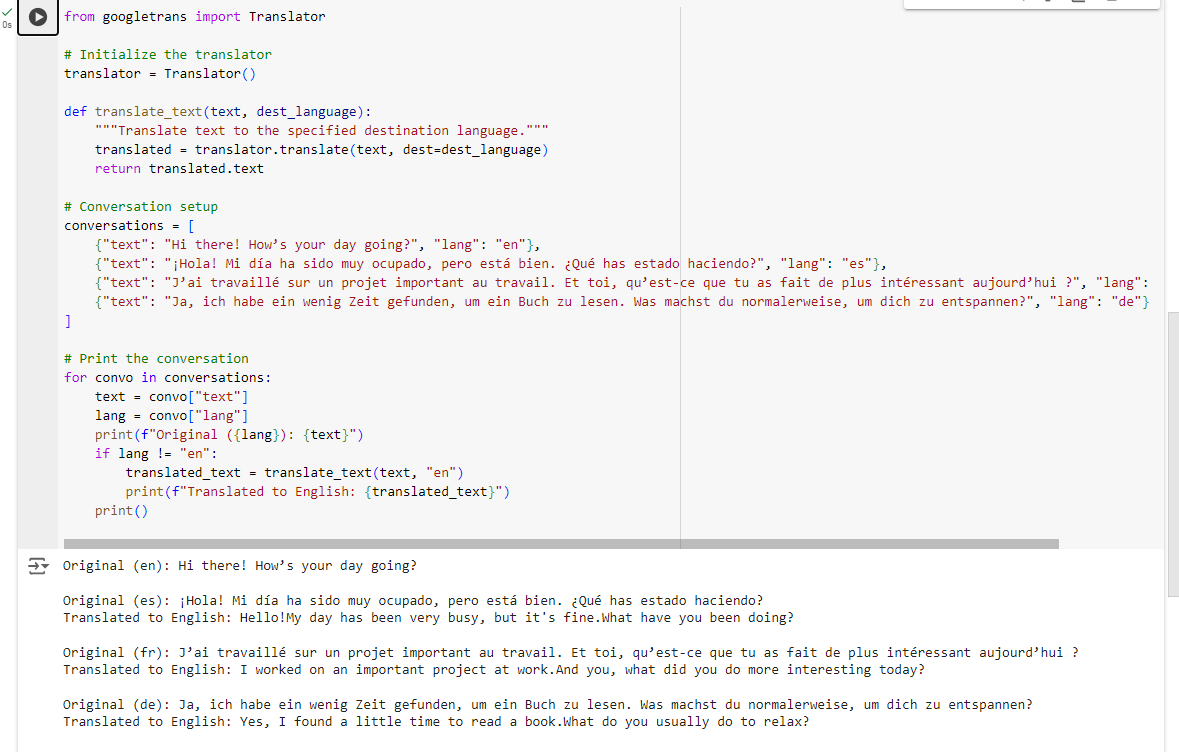 0s
from googletrans import Translator

# Initialize the translator
translator = Translator()

def translate_text(text, dest_language):
    """Translate text to the specified destination language."""
    translated = translator.translate(text, dest=dest_language)
    return translated.text

# Conversation setup
conversations = [
    {"text": "Hi there! How’s your day going?", "lang": "en"},
    {"text": "¡Hola! Mi día ha sido muy ocupado, pero está bien. ¿Qué has estado haciendo?", "lang": "es"},
    {"text": "J’ai travaillé sur un projet important au travail. Et toi, qu’est-ce que tu as fait de plus intéressant aujourd’hui ?", "lang":
    {"text": "Ja, ich habe ein wenig Zeit gefunden, um ein Buch zu lesen. Was machst du normalerweise, um dich zu entspannen?", "lang": "de"}
]

# Print the conversation
for convo in conversations:
    text = convo["text"]
    lang = convo["lang"]
    print(f"Original ({lang}): {text}")
    if lang != "en":
        translated_text = translate_text(text, "en")
        print(f"Translated to English: {translated_text}")
    print()

Original (en): Hi there! How’s your day going?

Original (es): ¡Hola! Mi día ha sido muy ocupado, pero está bien. ¿Qué has estado haciendo?
Translated to English: Hello!My day has been very busy, but it's fine.What have you been doing?

Original (fr): J’ai travaillé sur un projet important au travail. Et toi, qu’est-ce que tu as fait de plus intéressant aujourd’hui ?
Translated to English: I worked on an important project at work.And you, what did you do more interesting today?

Original (de): Ja, ich habe ein wenig Zeit gefunden, um ein Buch zu lesen. Was machst du normalerweise, um dich zu entspannen?
Translated to English: Yes, I found a little time to read a book.What do you usually do to relax?